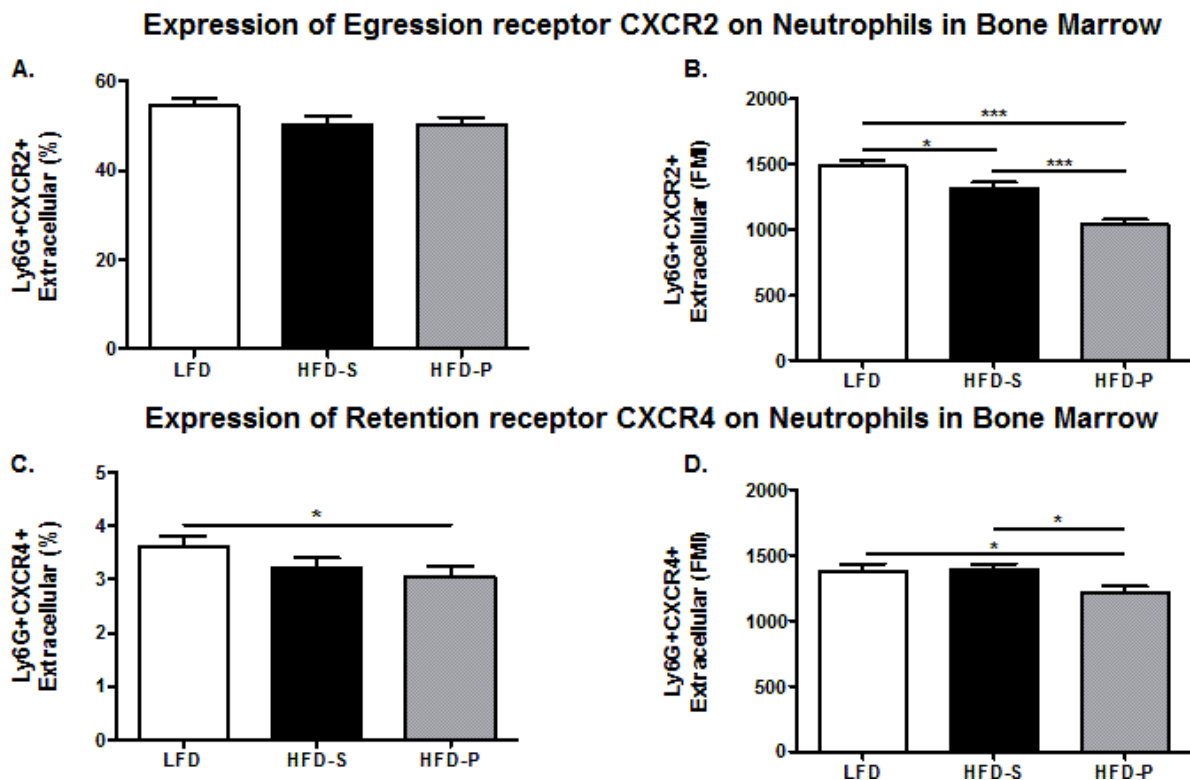 Expression of Egression receptor CXCR2 on Neutrophils in Bone Marrow
A.
Ly6G+CXCR2+
Extracellular (%)
60
40
20
0
LFD HFD-S HFD-P
B.
Ly6G+CXCR2+
Extracellular (FMI)
2000
1500
1000
500
0
***
*
***
LFD HFD-S HFD-P
Expression of Retention receptor CXCR4 on Neutrophils in Bone Marrow
C.
Ly6G+CXCR4+
Extracellular (%)
5
4
3
2
1
0
*
LFD HFD-S HFD-P
D.
Ly6G+CXCR4+
Extracellular (FMI)
2000
1500
1000
500
0
*
*
LFD HFD-S HFD-P